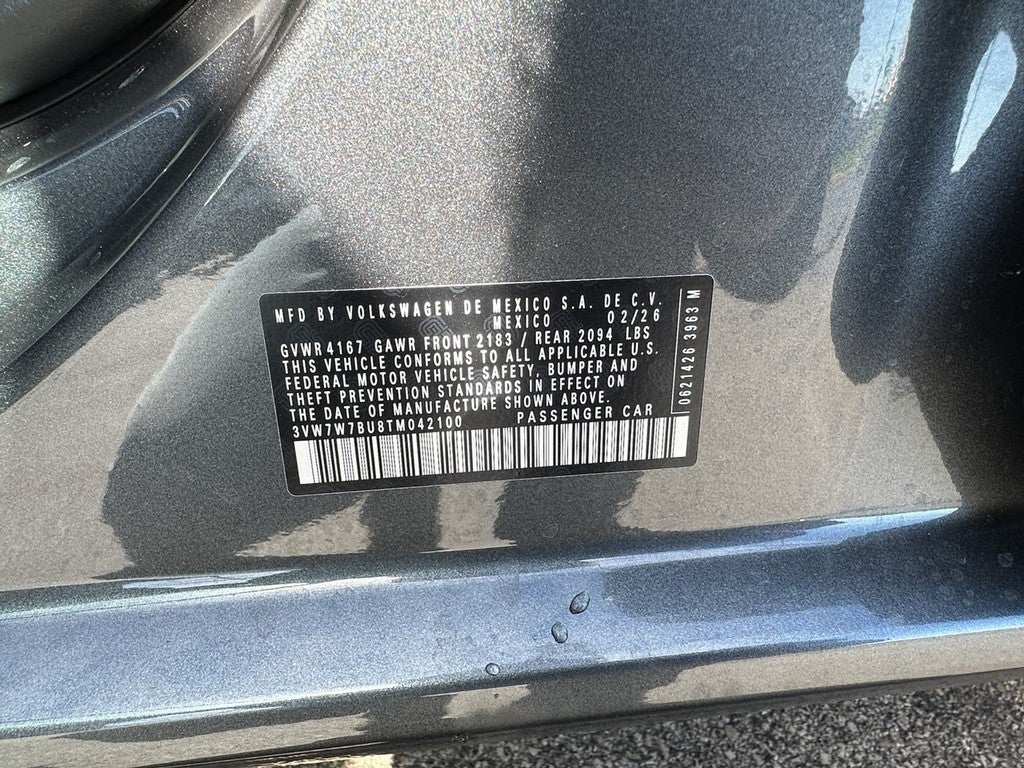 MFD BY VOLKSWAGEN DE MEXICO S.A. DE C.V.
MEXICO 02/26
GVWR 4167 GAWR FRONT 2183 / REAR 2094 LBS
THIS VEHICLE CONFORMS TO ALL APPLICABLE U.S.
FEDERAL MOTOR VEHICLE SAFETY, BUMPER AND
THEFT PREVENTION STANDARDS IN EFFECT ON
THE DATE OF MANUFACTURE SHOWN ABOVE.
3VW7W7BU8TM042100 PASSENGER CAR
0621426 3963 M